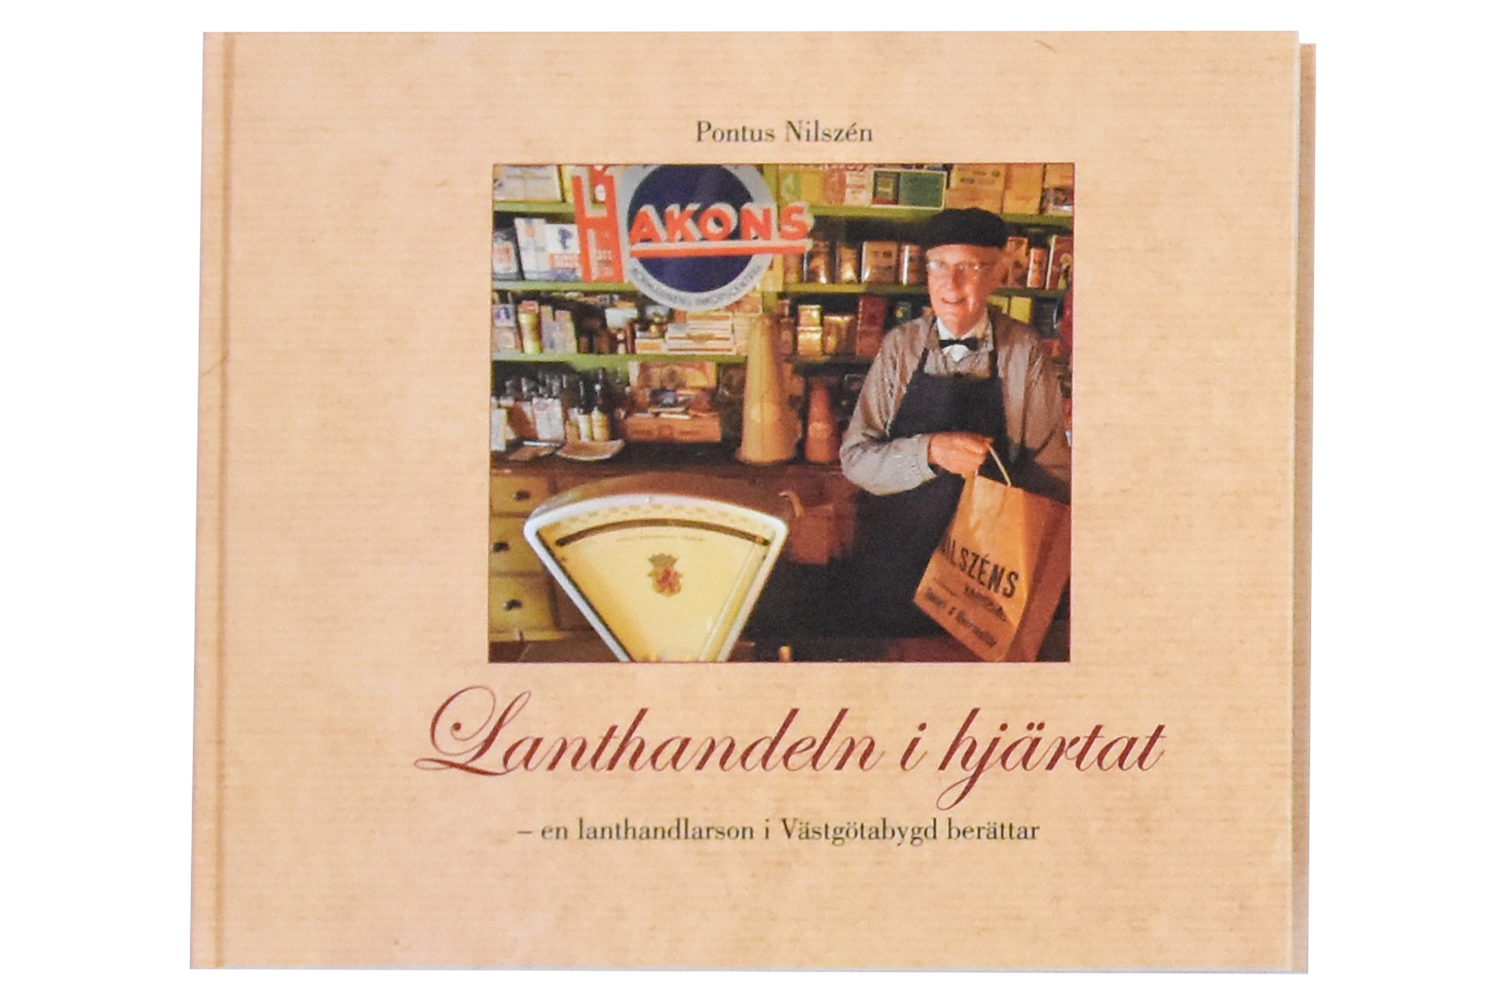 Pontus Nilszén
HAKONS
NILSZÉNS
Lanthandeln i hjärtat
– en lanthandlarson i Västgötabygd berättar